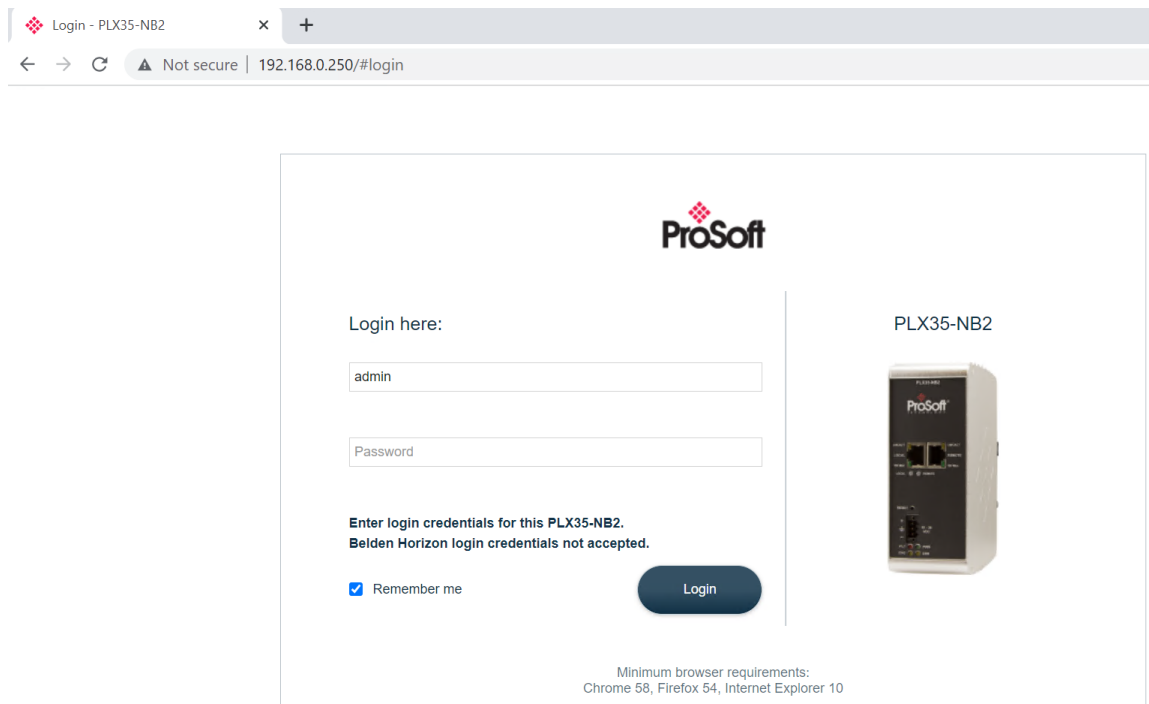 Login - PLX35-NB2
Not secure | 192.168.0.250/#login
ProSoft
Login here:
admin
Password
Enter login credentials for this PLX35-NB2.
Belden Horizon login credentials not accepted.
Remember me
Login
PLX35-NB2
PLX35-NB2
ProSoft
Minimum browser requirements:
Chrome 58, Firefox 54, Internet Explorer 10